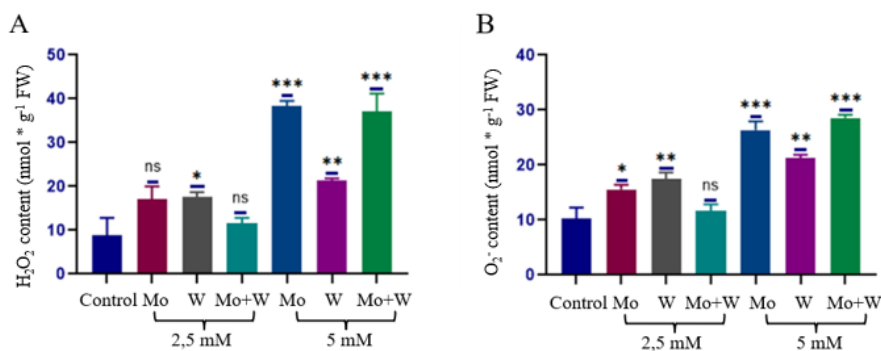 A
H₂O₂ content (nmol * g⁻¹ FW)
50
40
30
20
10
0
ns
*
ns
***
**
***
Control Mo W Mo+W Mo W Mo+W
2,5 mM 5 mM
B
O₂- content (nmol * g⁻¹ FW)
40
30
20
10
0
*
**
ns
***
**
***
Control Mo W Mo+W Mo W Mo+W
2,5 mM 5 mM